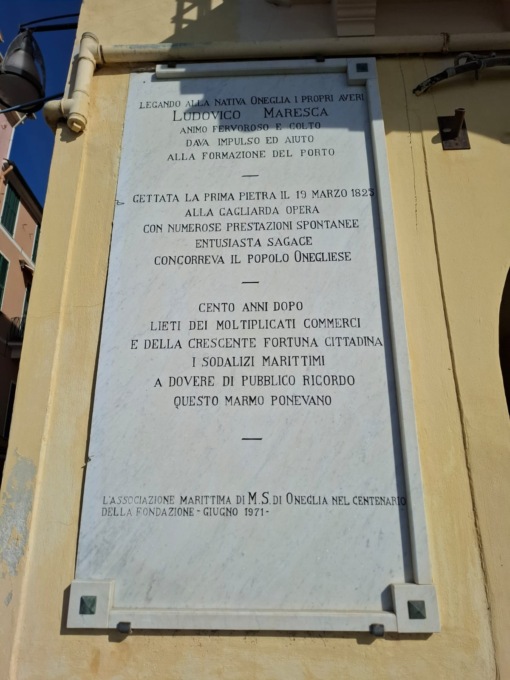 LEGANDO ALLA NATIVA ONEGLIA I PROPRI AVERI
LUDOVICO MARESCA
ANIMO FERVOROSO E COLTO
DAVA IMPULSO ED AIUTO
ALLA FORMAZIONE DEL PORTO
—
GETTATA LA PRIMA PIETRA IL 19 MARZO 1823
ALLA GAGLIARDA OPERA
CON NUMEROSE PRESTAZIONI SPONTANEE
ENTUSIASTA SAGACE
CONCORREVA IL POPOLO ONEGLIESE
—
CENTO ANNI DOPO
LIETI DEI MOLTIPLICATI COMMERCI
E DELLA CRESCENTE FORTUNA CITTADINA
I SODALIZI MARITTIMI
A DOVERE DI PUBBLICO RICORDO
QUESTO MARMO PONEVANO
—
L'ASSOCIAZIONE MARITTIMA DI M.S. DI ONEGLIA NEL CENTENARIO
DELLA FONDAZIONE - GIUGNO 1971 -